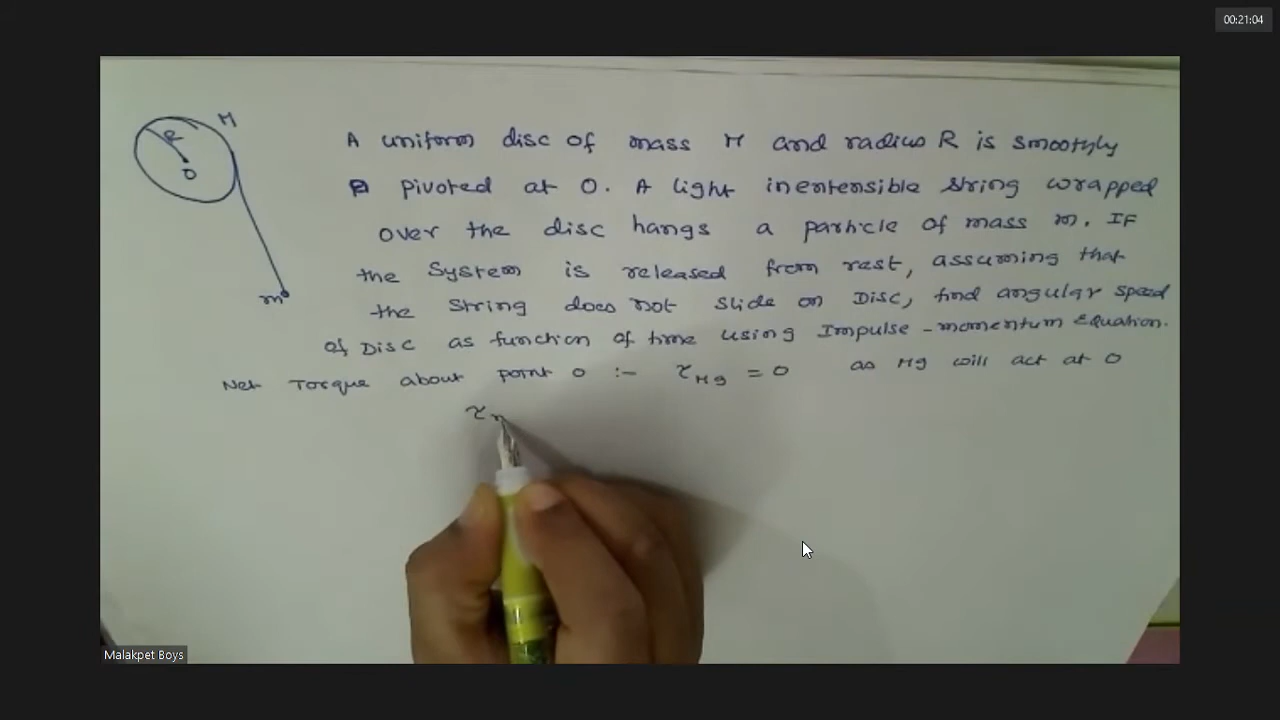 00:21:04
R
M
O
m
A uniform disc of mass M and radius R is smoothly
pivoted at O. A light inentensible string wrapped
over the disc hangs a particle of mass m. IF
the System is released from rest, assuming that
the string does not slide on Disc, find angular speed
of Disc as function of time using Impulse - momentum Equation.
Net Torque about point O :- τMg = 0 as Mg will act at O
τm
Malakpet Boys